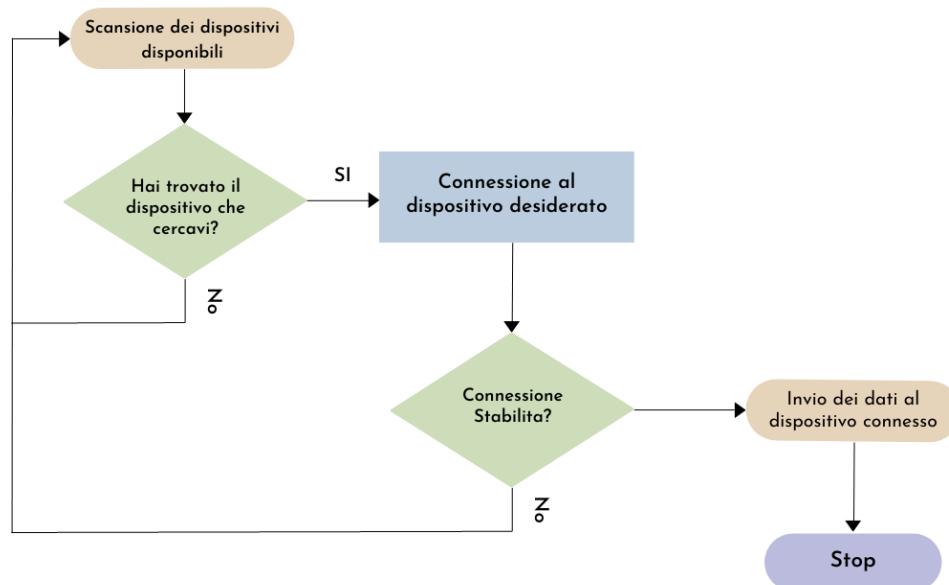 Scansione dei dispositivi
disponibili
Hai trovato il
dispositivo che
cercavi?
SI
Connessione al
dispositivo desiderato
No
Connessione
Stabilita?
Invio dei dati al
dispositivo connesso
No
Stop